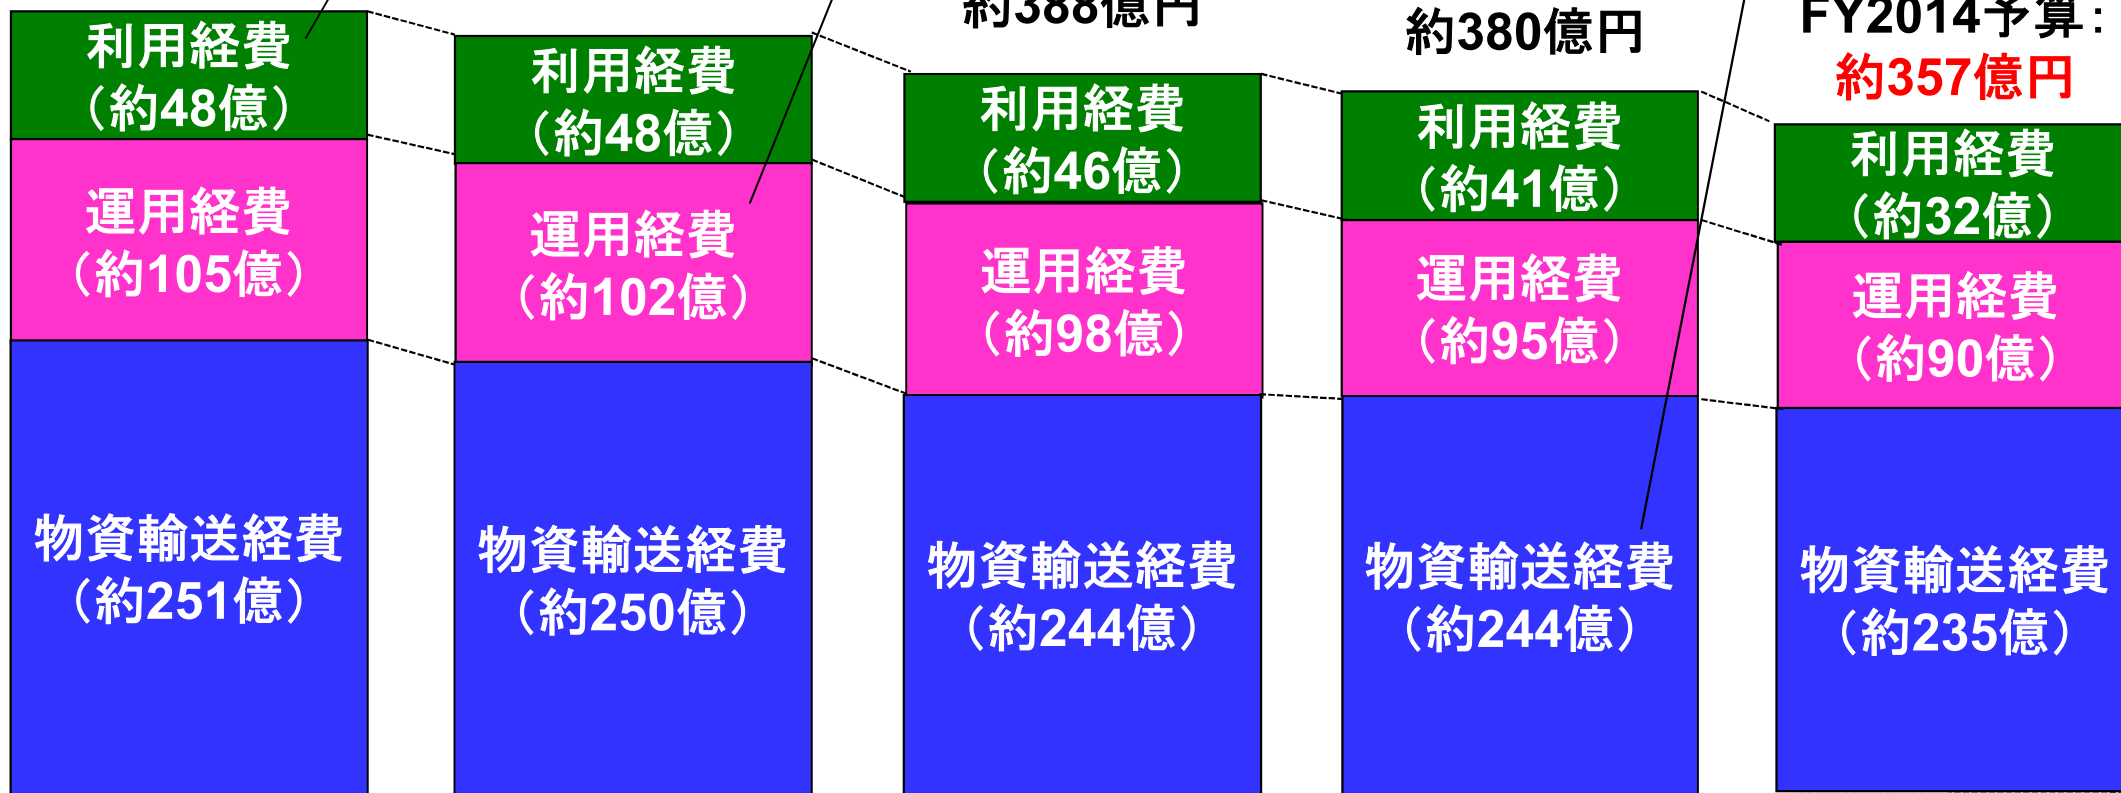 約388億円
約380億円
FY2014予算：
約357億円
利用経費
（約48億）
運用経費
（約105億）
物資輸送経費
（約251億）
利用経費
（約48億）
運用経費
（約102億）
物資輸送経費
（約250億）
利用経費
（約46億）
運用経費
（約98億）
物資輸送経費
（約244億）
利用経費
（約41億）
運用経費
（約95億）
物資輸送経費
（約244億）
利用経費
（約32億）
運用経費
（約90億）
物資輸送経費
（約235億）